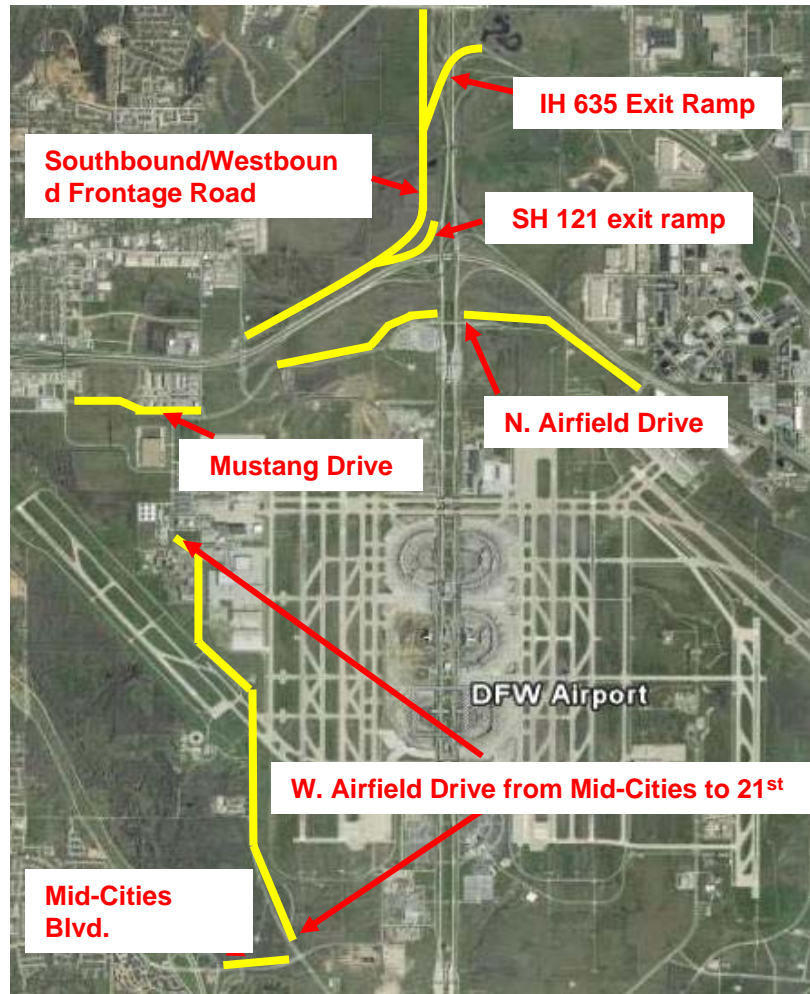 IH 635 Exit Ramp
Southbound/Westboun
d Frontage Road
SH 121 exit ramp
N. Airfield Drive
Mustang Drive
DFW Airport
W. Airfield Drive from Mid-Cities to 21st
Mid-Cities
Blvd.